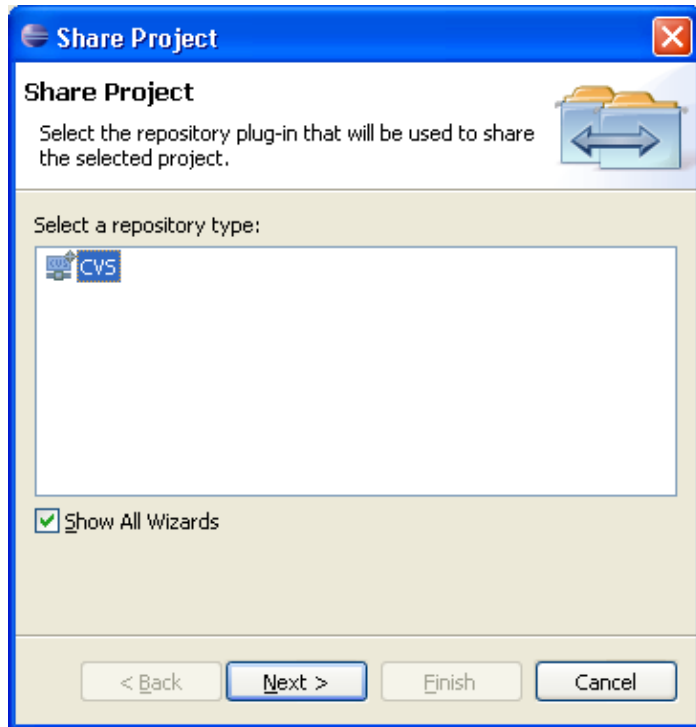 Share Project
Share Project
Select the repository plug-in that will be used to share
the selected project.
Select a repository type:
CVS
Show All Wizards
< Back
Next >
Finish
Cancel